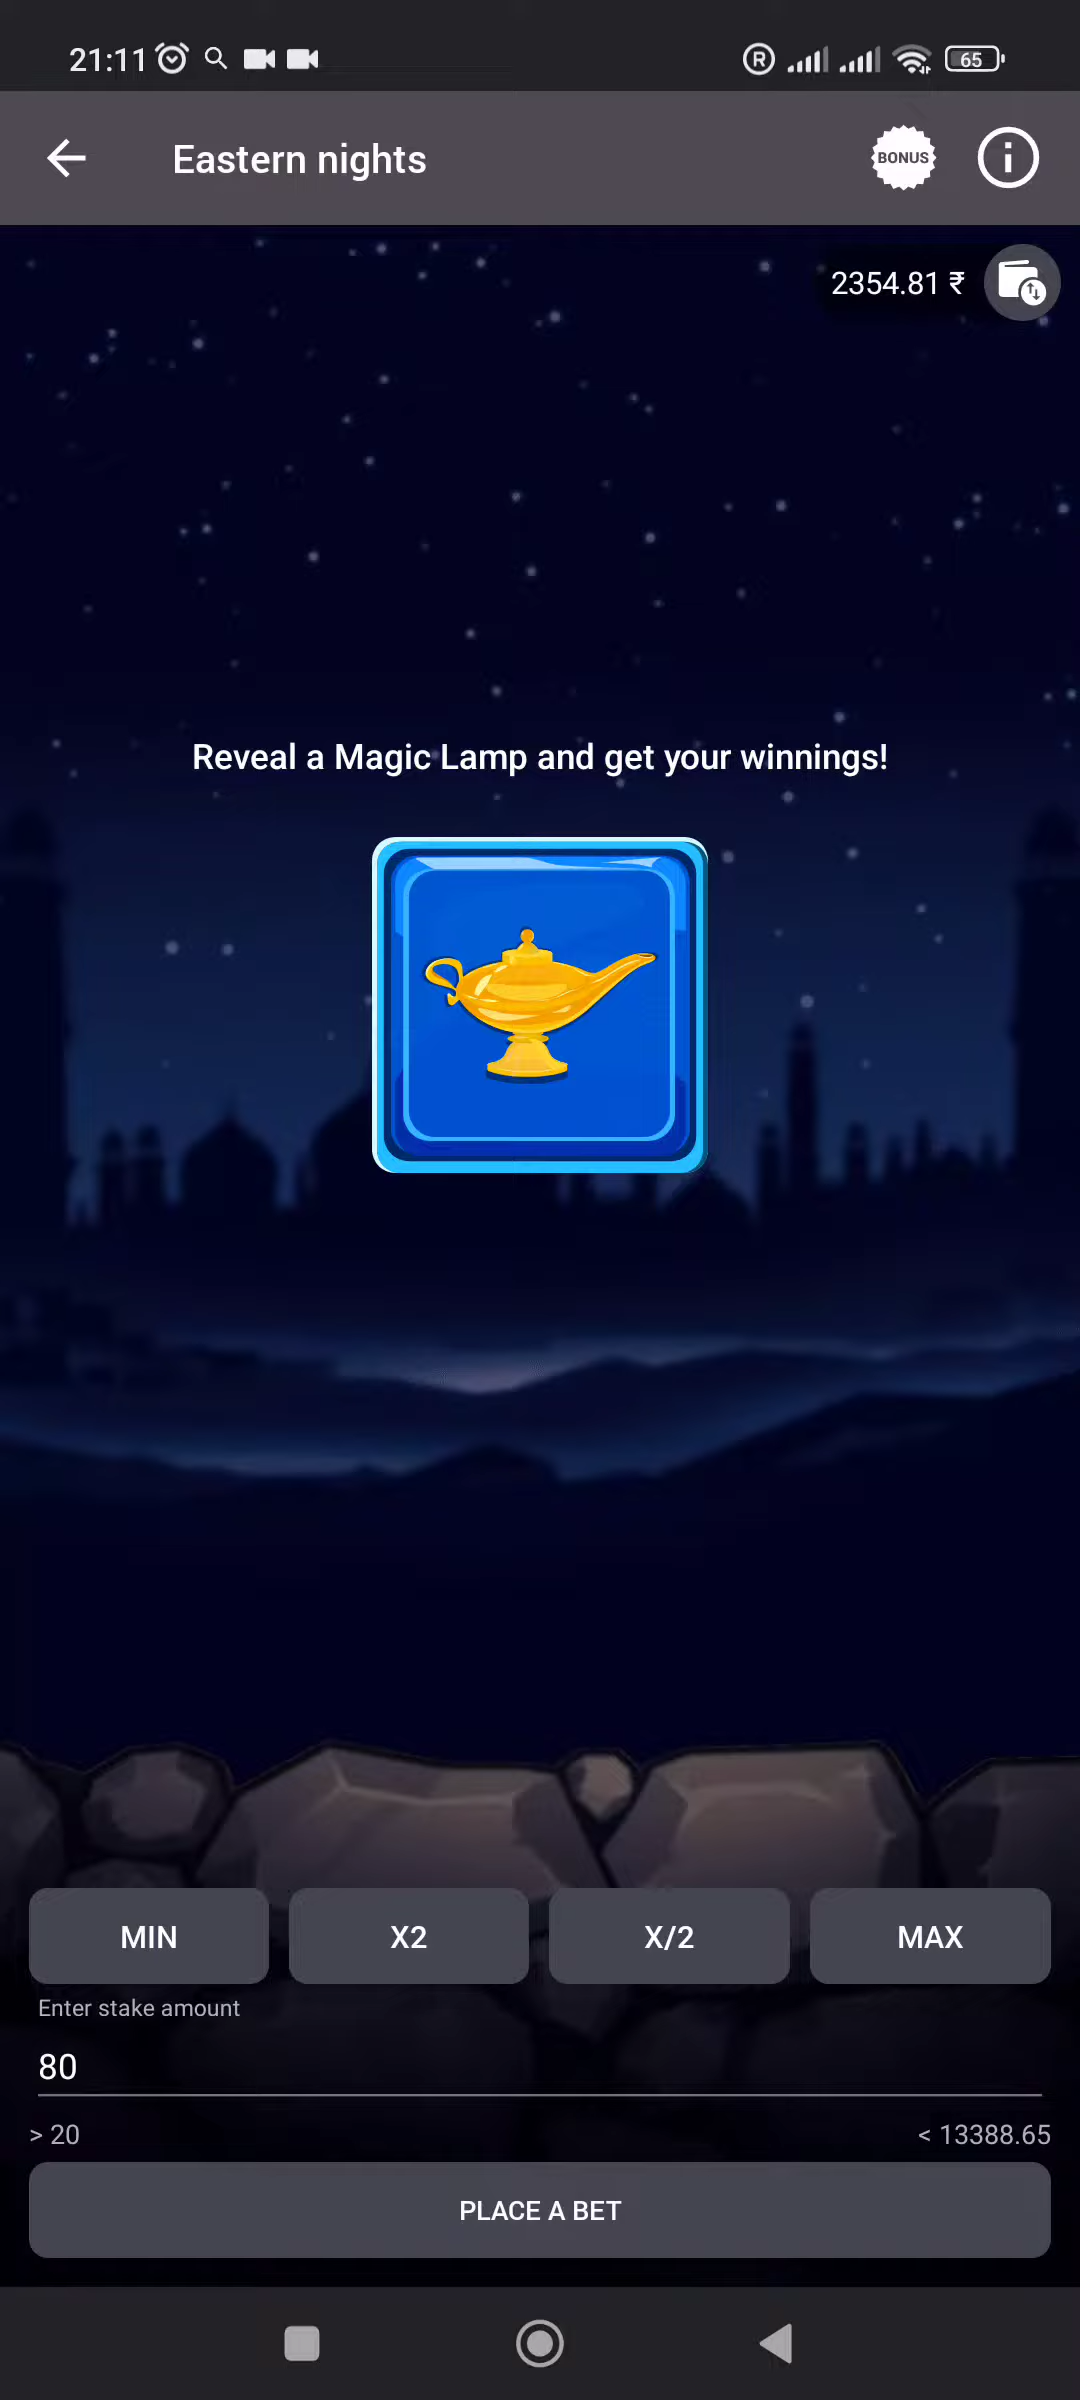 21:11
R
65
Eastern nights
BONUS
2354.81 ₹
Reveal a Magic Lamp and get your winnings!
MIN
X2
X/2
MAX
Enter stake amount
80
> 20
< 13388.65
PLACE A BET